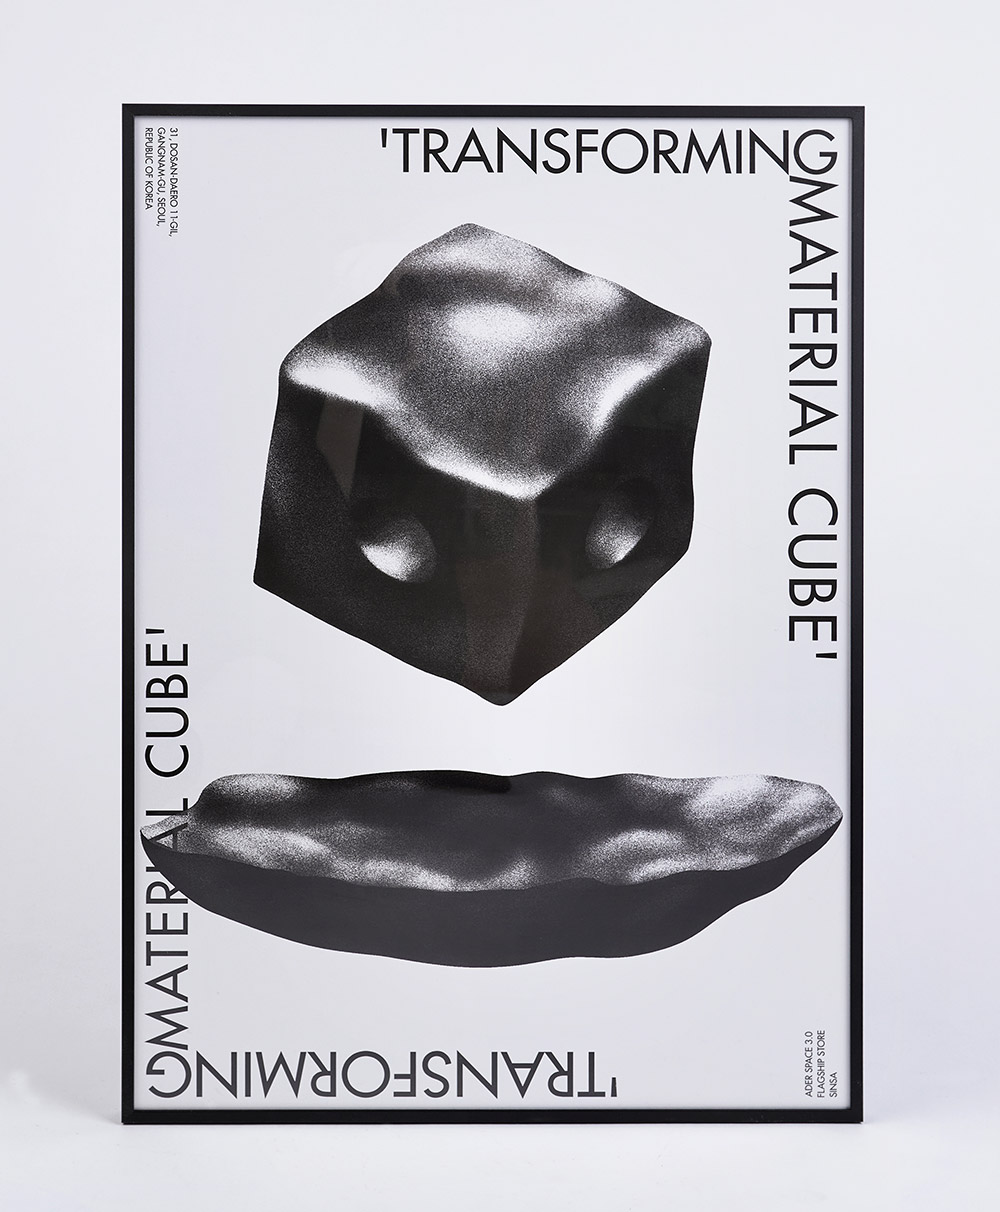 'TRANSFORMING
MATERIAL CUBE'
31, DOSAN-DAERO 11-GIL,
GANGNAM-GU, SEOUL,
REPUBLIC OF KOREA
'TRANSFORMING
MATERIAL CUBE'
ADER SPACE 3.0
FLAGSHIP STORE
SINSA